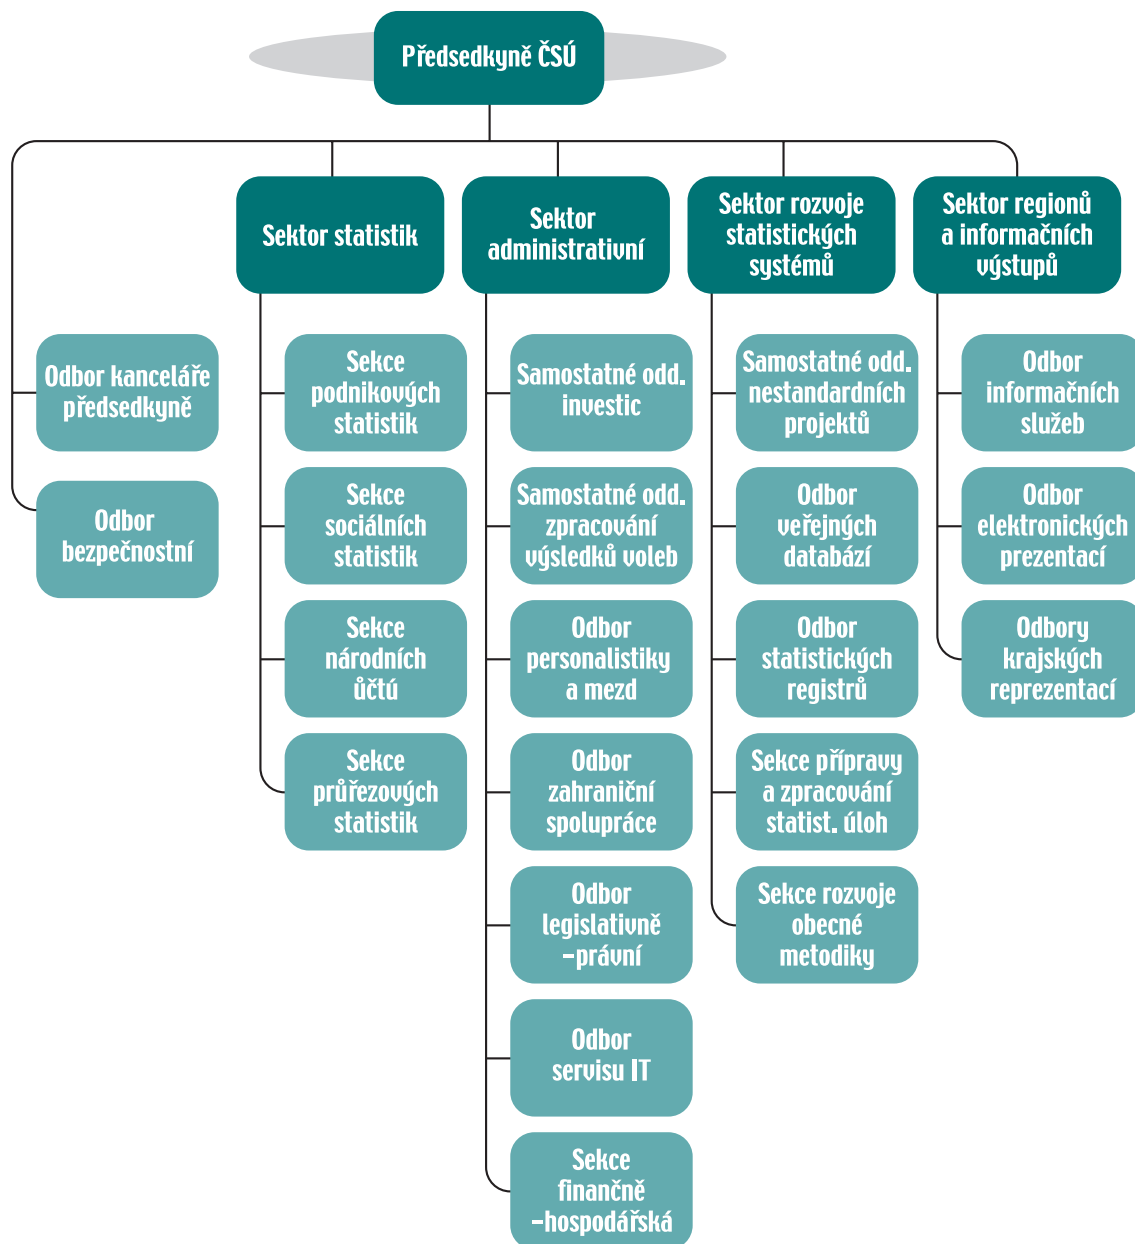 Předsedkyně ČSÚ
Odbor kanceláře
předsedkyně
Odbor
bezpečnostní
Sektor statistik
Sekce
podnikových
statistik
Sekce
sociálních
statistik
Sekce
národních
ůčtú
Sekce
průřezových
statistik
Sektor
administrativní
Samostatné odd.
investic
Samostatné odd.
zpracování
výsledků voleb
Odbor
personalistiky
a mezd
Odbor
zahraniční
spolupráce
Odbor
legislativně
-právní
Odbor
servisu IT
Sekce
finančně
-hospodářská
Sektor rozvoje
statistických
systémů
Samostatné odd.
nestandardních
projektů
Odbor
veřejných
databází
Odbor
statistických
registrů
Sekce přípravy
a zpracování
statist. úloh
Sekce rozvoje
obecné
metodiky
Sektor regionů
a informačních
výstupů
Odbor
informačních
služeb
Odbor
elektronických
prezentací
Odbory
krajských
reprezentací